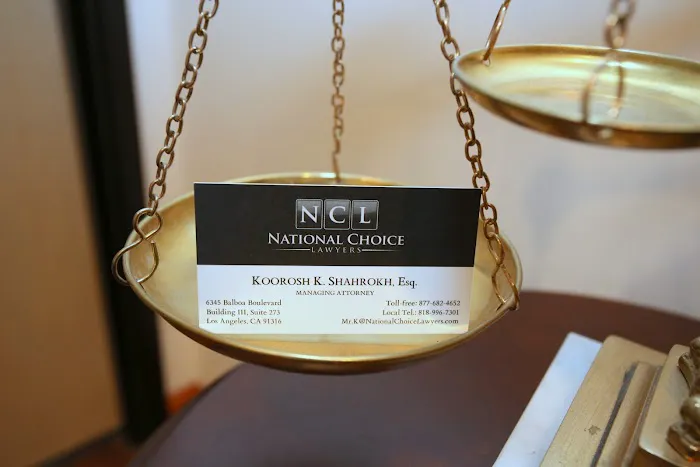 NCL
NATIONAL CHOICE
LAWYERS
KOOROSH K. SHAHROKH, Esq.
MANAGING ATTORNEY
6345 Balboa Boulevard
Building III, Suite 273
Los Angeles, CA 91316
Toll-free: 877-682-4652
Local Tel.: 818-996-7301
Mr.K@NationalChoiceLawyers.com